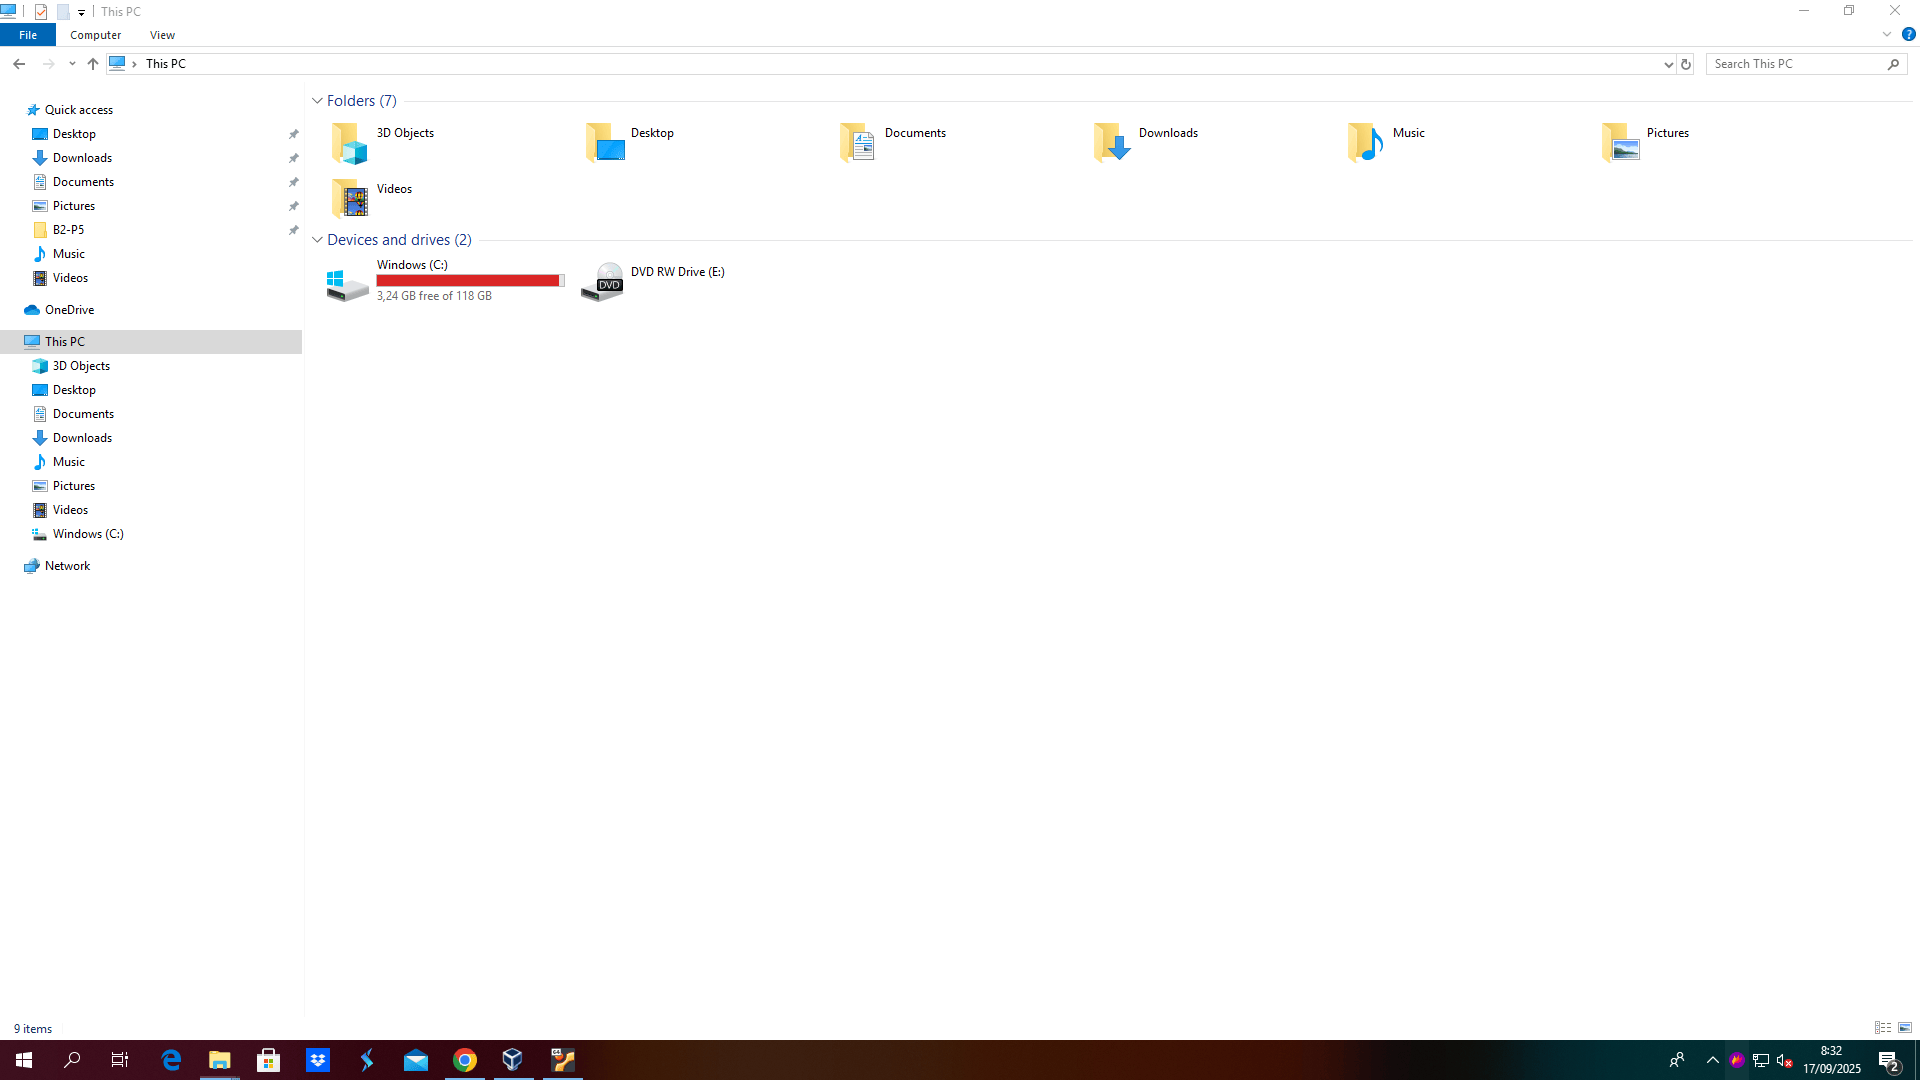 This PC
File Computer View
This PC
Search This PC
Quick access
Desktop
Downloads
Documents
Pictures
B2-P5
Music
Videos
OneDrive
This PC
3D Objects
Desktop
Documents
Downloads
Music
Pictures
Videos
Windows (C:)
Network
Folders (7)
3D Objects
Desktop
Documents
Downloads
Music
Pictures
Videos
Devices and drives (2)
Windows (C:)
3,24 GB free of 118 GB
DVD
DVD RW Drive (E:)
9 items
8:32
17/09/2025
2